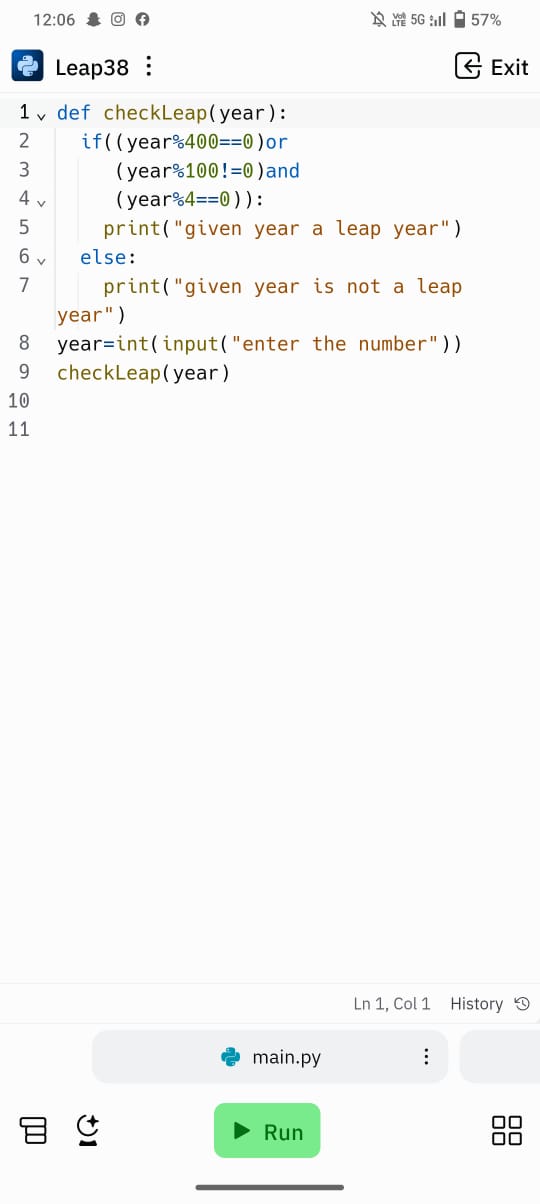 12:06 Vo) LTE 5G 57%
Leap38 Exit
1 def checkLeap(year):
2 if((year%400==0)or
3 (year%100!=0)and
4 (year%4==0)):
5 print("given year a leap year")
6 else:
7 print("given year is not a leap
year")
8 year=int(input("enter the number"))
9 checkLeap(year)
10
11
Ln 1, Col 1 History
main.py
Run